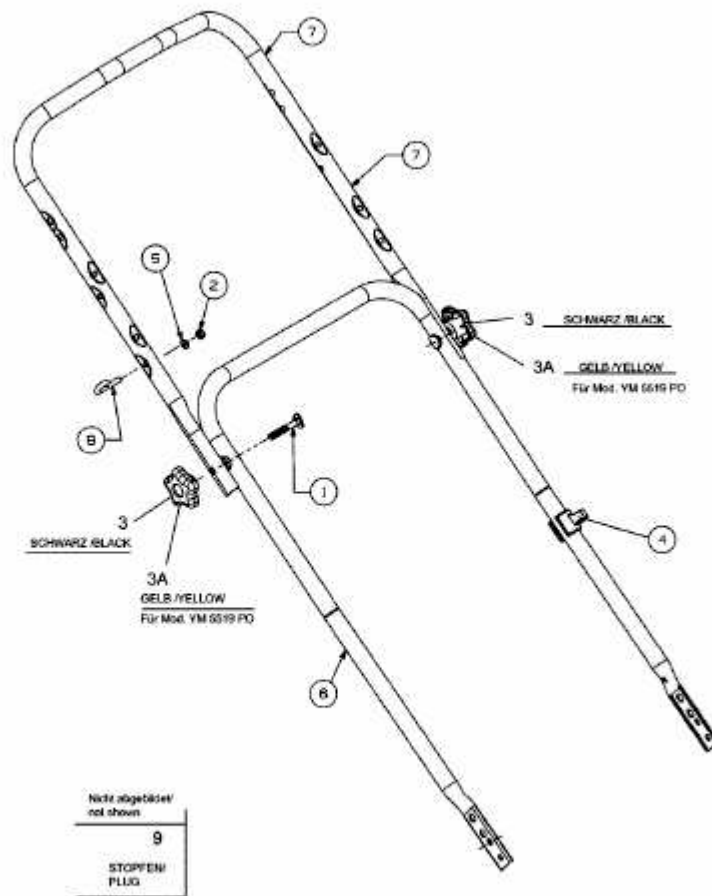 7
7
5
2
3 SCHWARZ /BLACK
3A GELB /YELLOW
Für Mod. YM 5519 PO
8
1
3
SCHWARZ /BLACK
4
3A
GELB /YELLOW
Für Mod. YM 5519 PO
6
Nicht abgebildet/
not shown
9
STOPFEN/
PLUG